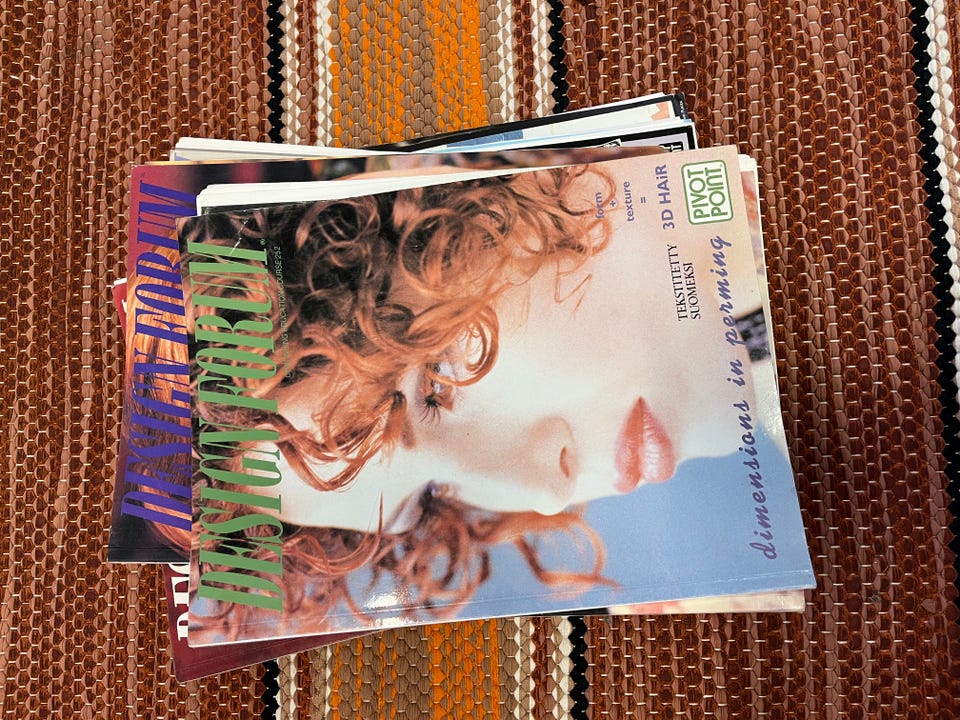 DESIGN FORUM®
form
+
texture
=
3D HAiR
PIVOT
POINT
TEKSTITETTY
SUOMEKSI
dimensions in perming
DESIGN FORUM